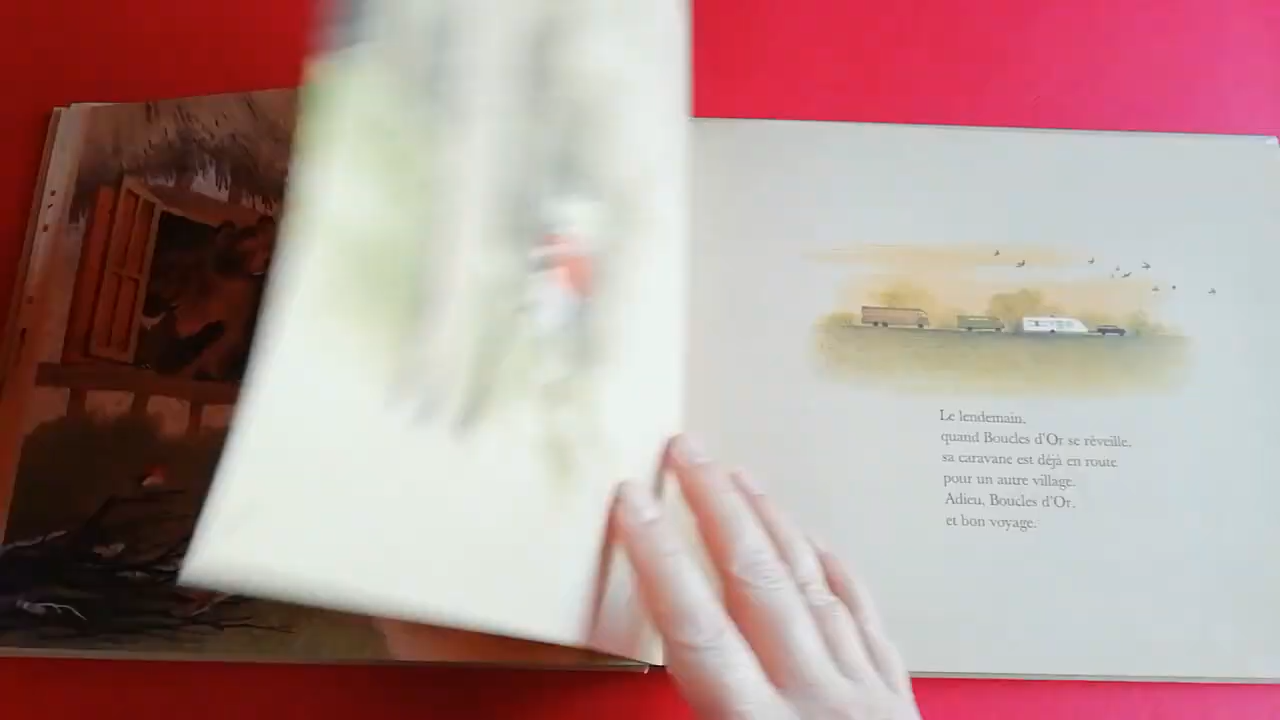 Le lendemain,
quand Boucles d'Or se réveille,
sa caravane est déjà en route
pour un autre village.
Adieu, Boucles d'Or,
et bon voyage.